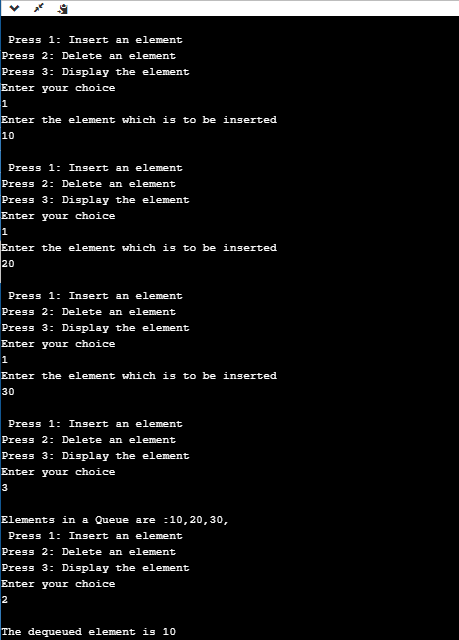 Press 1: Insert an element
Press 2: Delete an element
Press 3: Display the element
Enter your choice
1
Enter the element which is to be inserted
10
Press 1: Insert an element
Press 2: Delete an element
Press 3: Display the element
Enter your choice
1
Enter the element which is to be inserted
20
Press 1: Insert an element
Press 2: Delete an element
Press 3: Display the element
Enter your choice
1
Enter the element which is to be inserted
30
Press 1: Insert an element
Press 2: Delete an element
Press 3: Display the element
Enter your choice
3
Elements in a Queue are :10,20,30,
Press 1: Insert an element
Press 2: Delete an element
Press 3: Display the element
Enter your choice
2
The dequeued element is 10